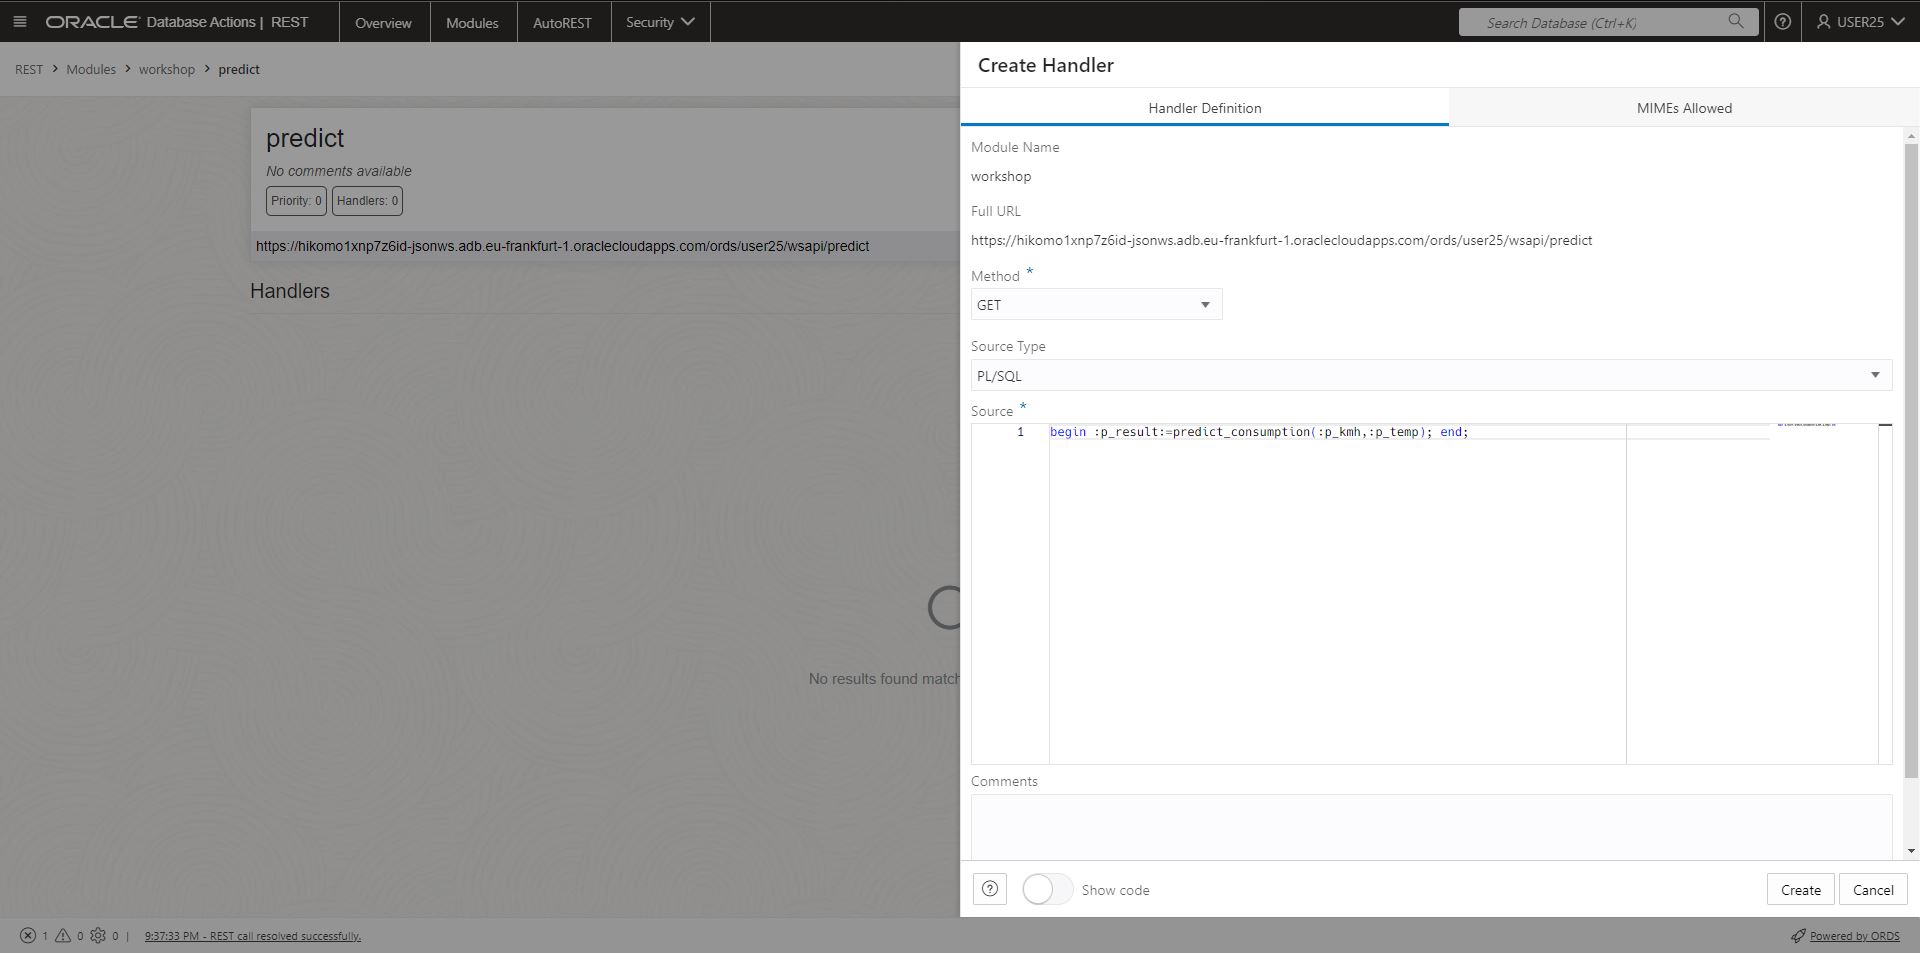 ORACLE Database Actions | REST Overview Modules AutoREST Security Search Database (Ctrl+K) USER25
REST > Modules > workshop > predict
predict
No comments available
Priority: 0 Handlers: 0
https://hikomo1xnp7z6id-jsonws.adb.eu-frankfurt-1.oraclecloudapps.com/ords/user25/wsapi/predict
Handlers
No results found match
Create Handler
Handler Definition MIMEs Allowed
Module Name
workshop
Full URL
https://hikomo1xnp7z6id-jsonws.adb.eu-frankfurt-1.oraclecloudapps.com/ords/user25/wsapi/predict
Method *
GET
Source Type
PL/SQL
Source *
1 begin :p_result:=predict_consumption(:p_kmh,:p_temp); end;
Comments
Show code Create Cancel
1 0 0 | 9:37:33 PM - REST call resolved successfully. Powered by ORDS